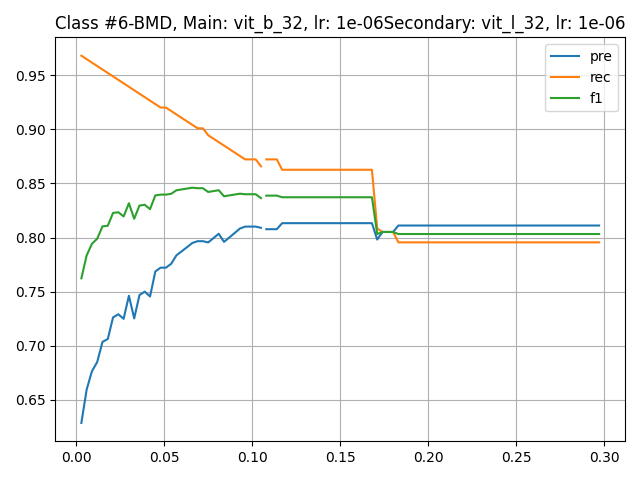 Class #6-BMD, Main: vit_b_32, lr: 1e-06Secondary: vit_l_32, lr: 1e-06
pre
rec
f1
0.95
0.90
0.85
0.80
0.75
0.70
0.65
0.00 0.05 0.10 0.15 0.20 0.25 0.30